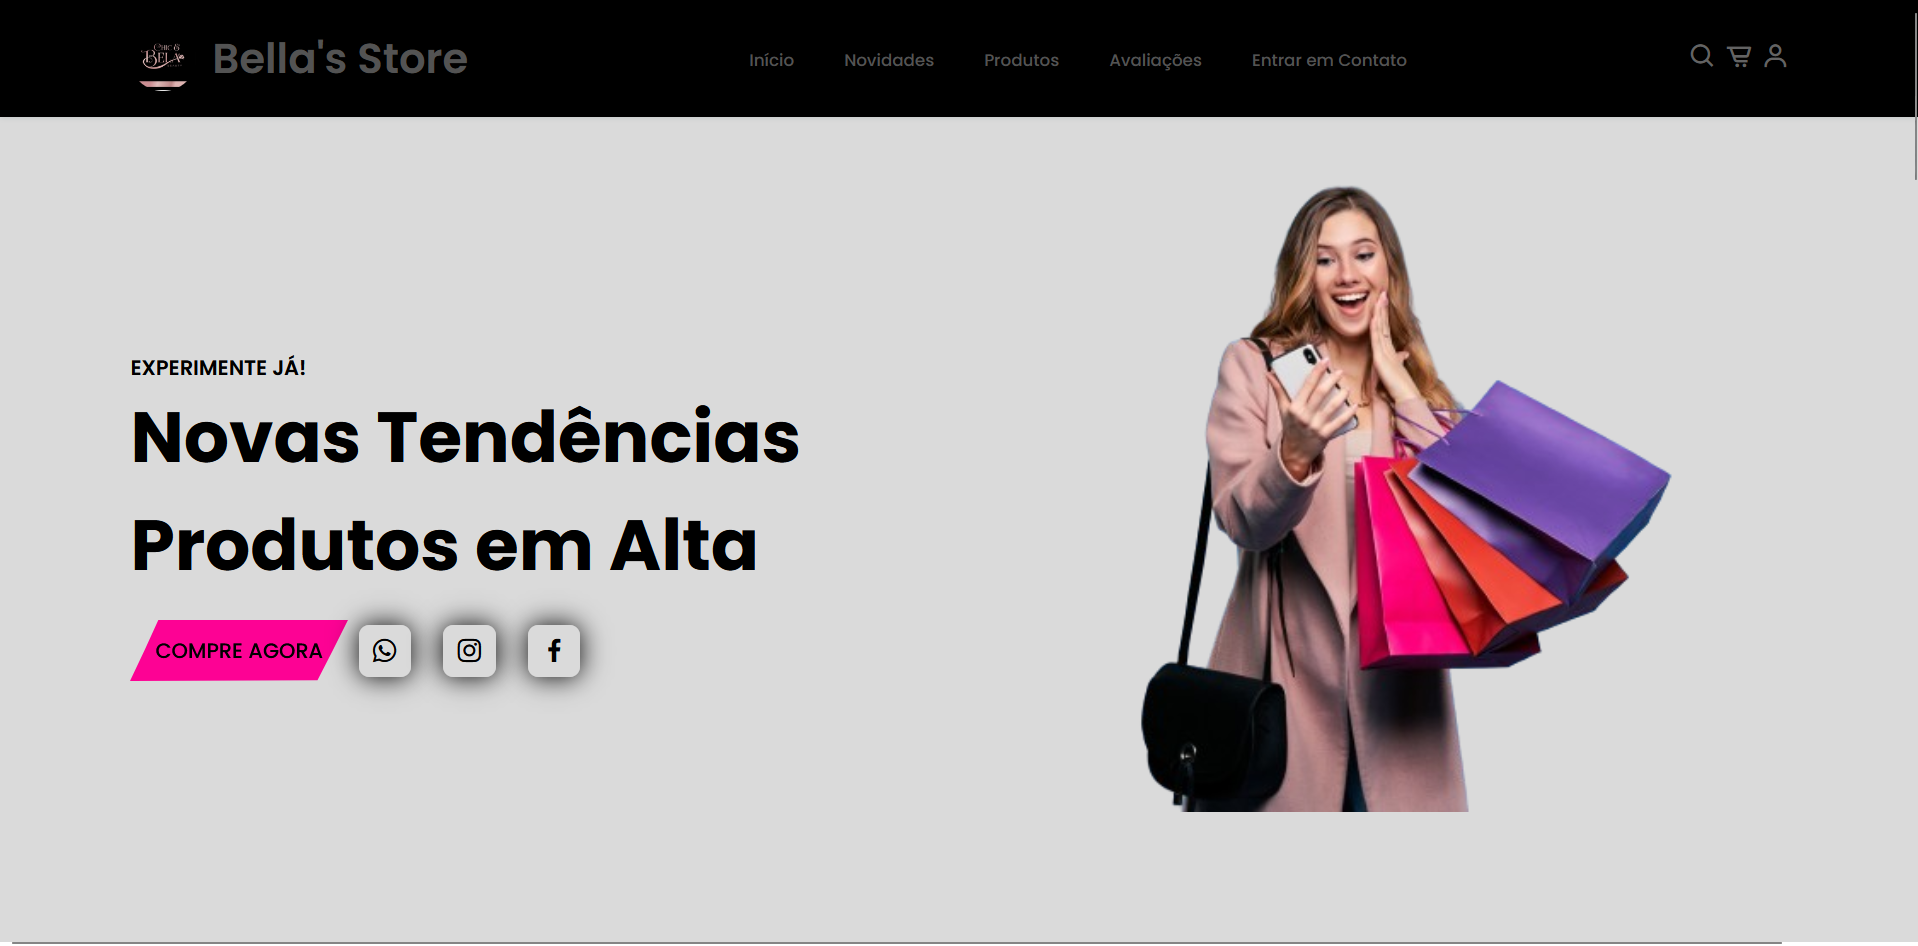 CHIC &
BELA
Bella's Store
Início
Novidades
Produtos
Avaliações
Entrar em Contato
EXPERIMENTE JÁ!
Novas Tendências
Produtos em Alta
COMPRE AGORA